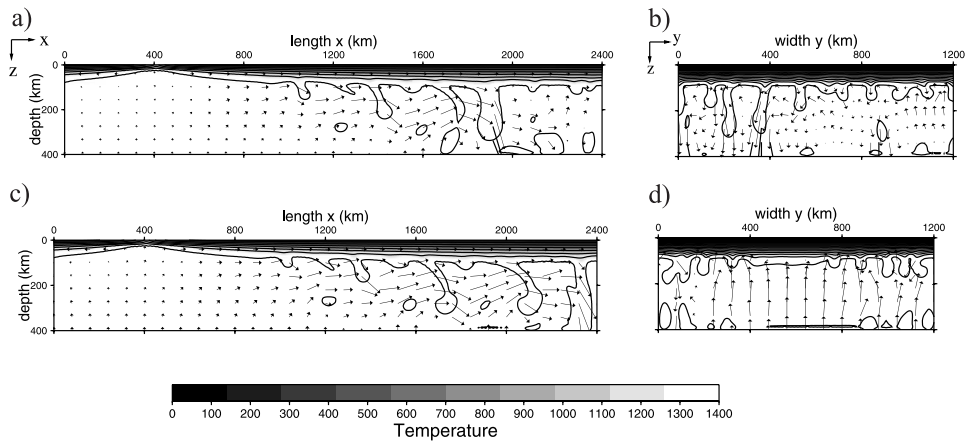 a)
b)
x
z
length x (km)
0 400 800 1200 1600 2000 2400
depth (km)
0
200
400
y
z
width y (km)
0 400 800 1200
c)
d)
length x (km)
0 400 800 1200 1600 2000 2400
depth (km)
0
200
400
width y (km)
0 400 800 1200
0 100 200 300 400 500 600 700 800 900 1000 1100 1200 1300 1400
Temperature